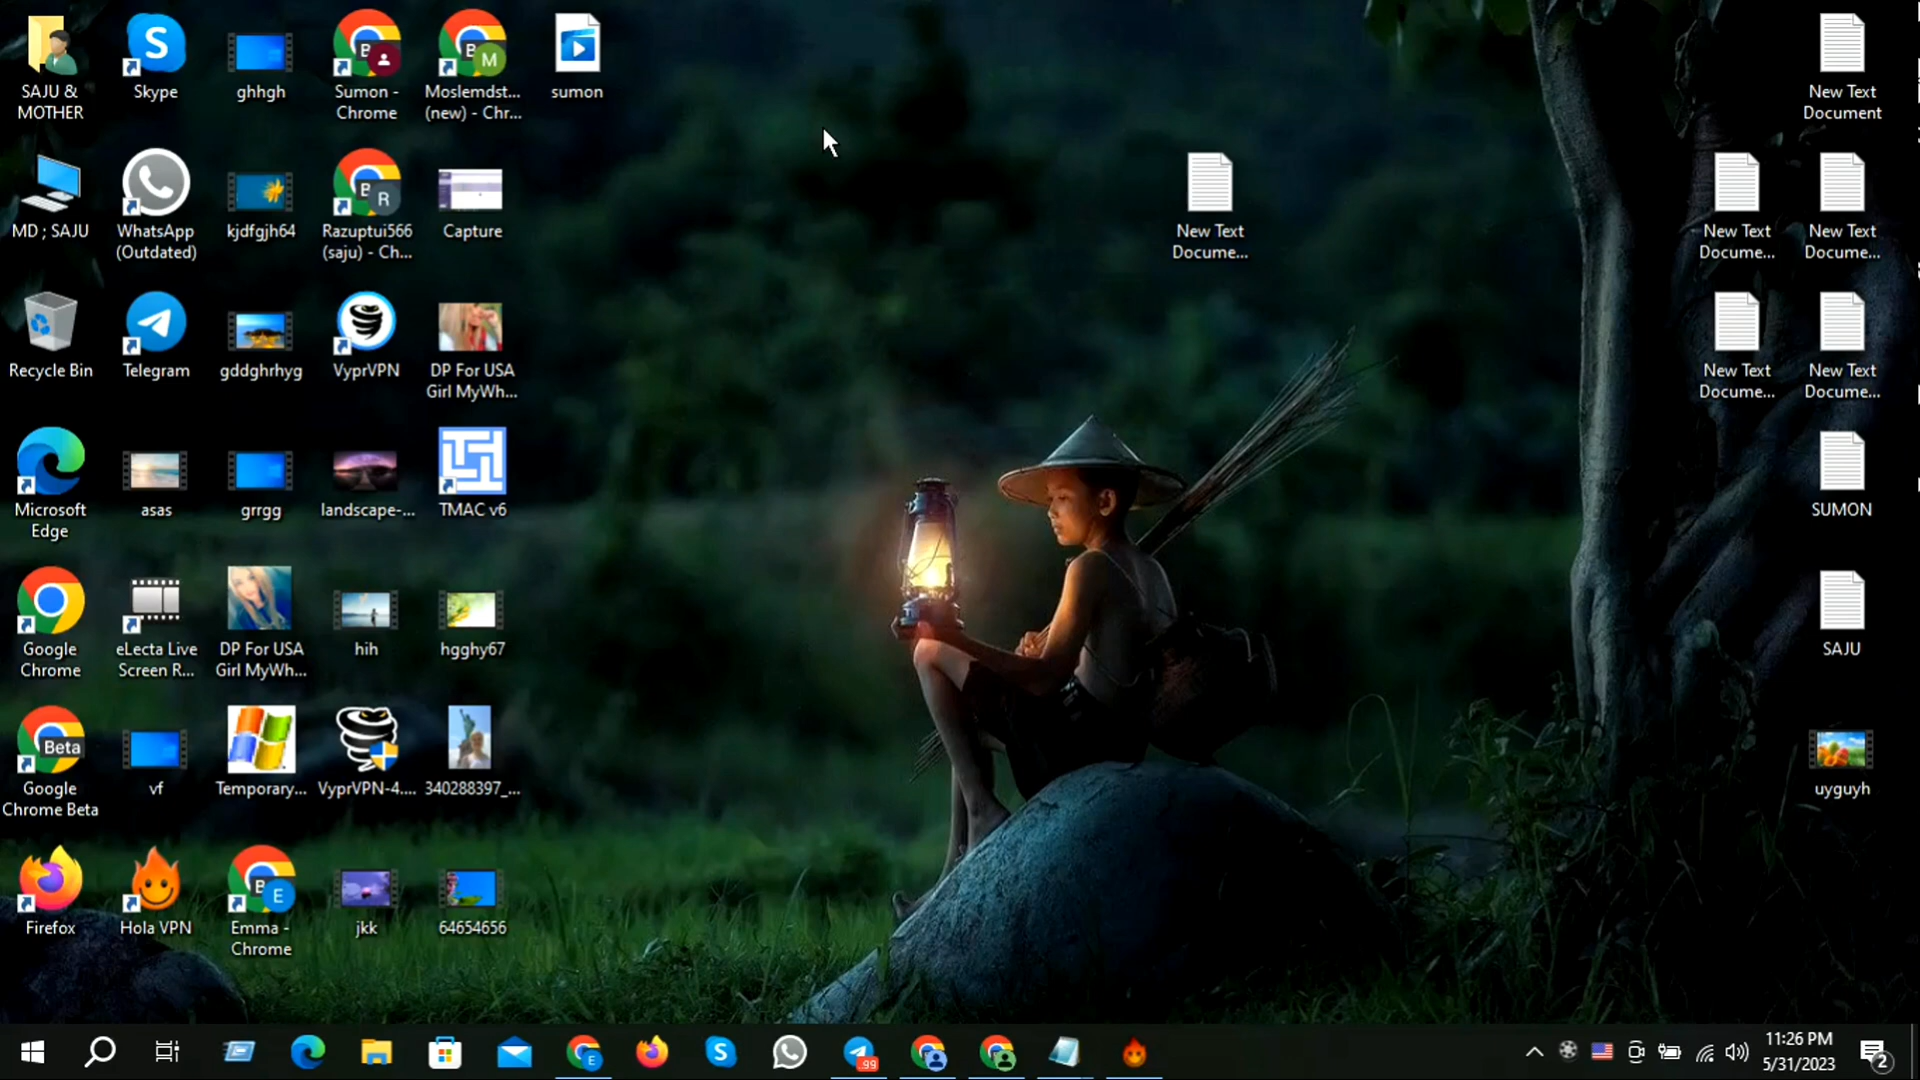 SAJU &
MOTHER
Skype
ghhgh
Sumon -
Chrome
Moslemdst...
(new) - Chr...
sumon
New Text
Document
MD ; SAJU
WhatsApp
(Outdated)
kjdfgjh64
Razuptui566
(saju) - Ch...
Capture
New Text
Docume...
New Text
Docume...
New Text
Docume...
Recycle Bin
Telegram
gddghrhyg
VyprVPN
DP For USA
Girl MyWh...
New Text
Docume...
New Text
Docume...
Microsoft
Edge
asas
grrgg
landscape-...
TMAC v6
SUMON
Google
Chrome
eLecta Live
Screen R...
DP For USA
Girl MyWh...
hih
hgghy67
SAJU
Beta
Google
Chrome Beta
vf
Temporary...
VyprVPN-4....
340288397_...
uyguyh
Firefox
Hola VPN
Emma -
Chrome
jkk
64654656
99
11:26 PM
5/31/2023
2